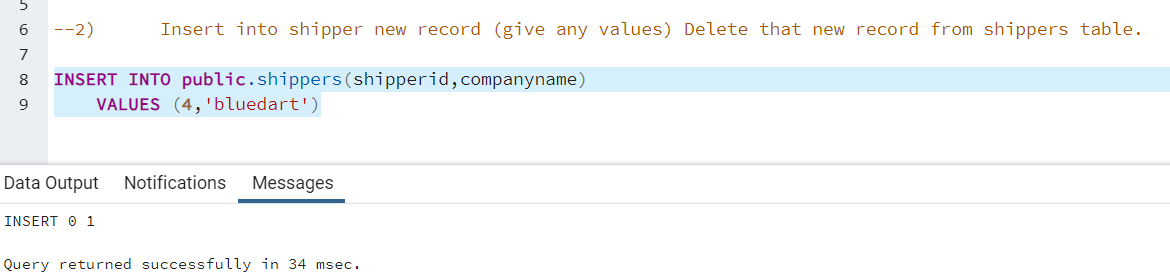 5
6 --2) Insert into shipper new record (give any values) Delete that new record from shippers table.
7
8 INSERT INTO public.shippers(shipperid,companyname)
9 VALUES (4,'bluedart')
Data Output Notifications Messages
INSERT 0 1
Query returned successfully in 34 msec.